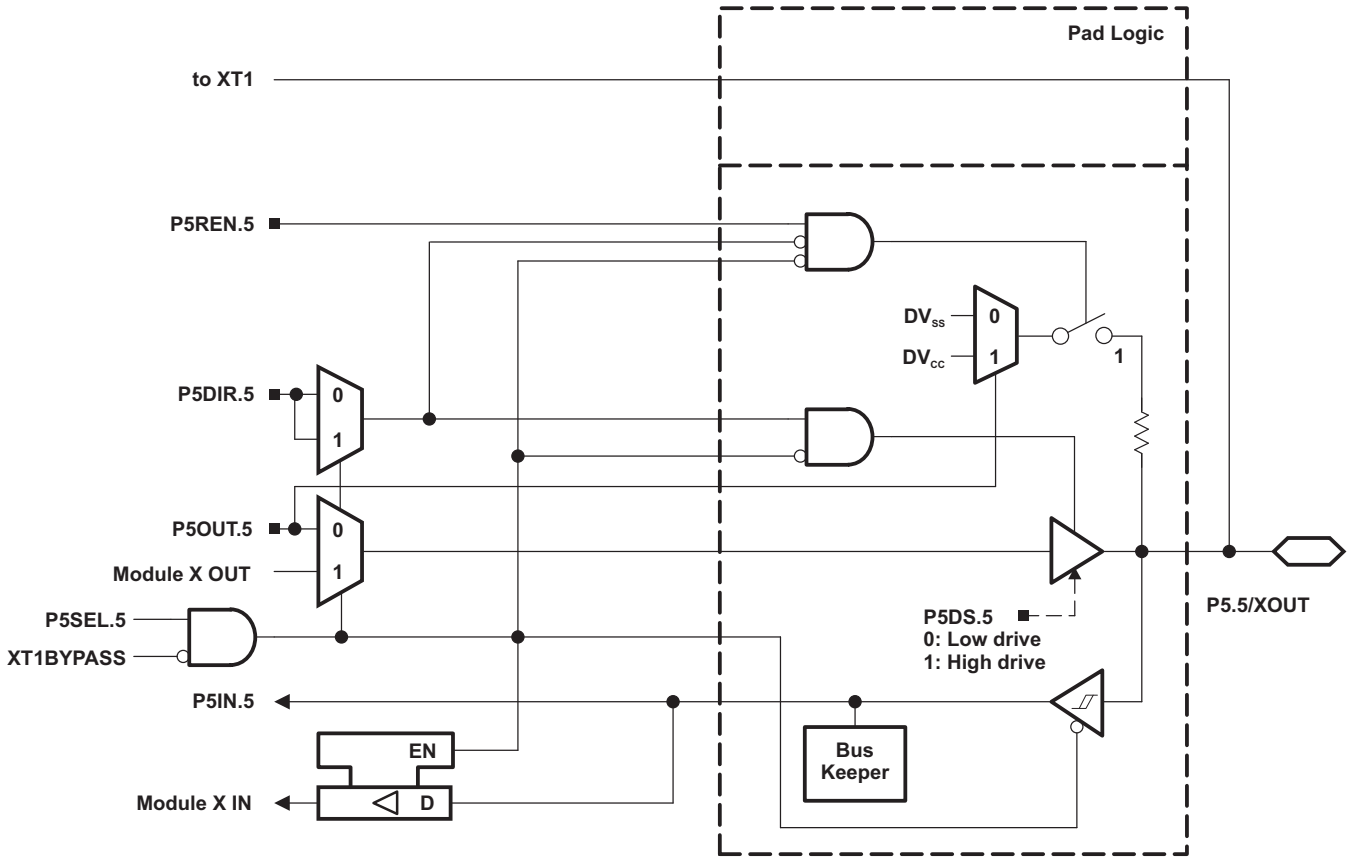 Pad Logic
to XT1
P5REN.5
DVss
0
DVcc
1
1
P5DIR.5
0
1
P5OUT.5
0
Module X OUT
1
P5SEL.5
XT1BYPASS
P5DS.5
0: Low drive
1: High drive
P5.5/XOUT
P5IN.5
EN
Bus
Keeper
Module X IN
D